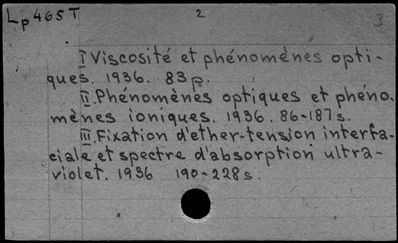 Lp 465 T 2 3
I Viscosité et phénomènes opti-
ques. 1936. 83 p.
II. Phénomènes optiques et phéno.
mènes ioniques. 1936. 86-187 s.
III Fixation d'ether-tension interfa-
ciale et spectre d'absorption ultra-
violet. 1936 190-228 s.